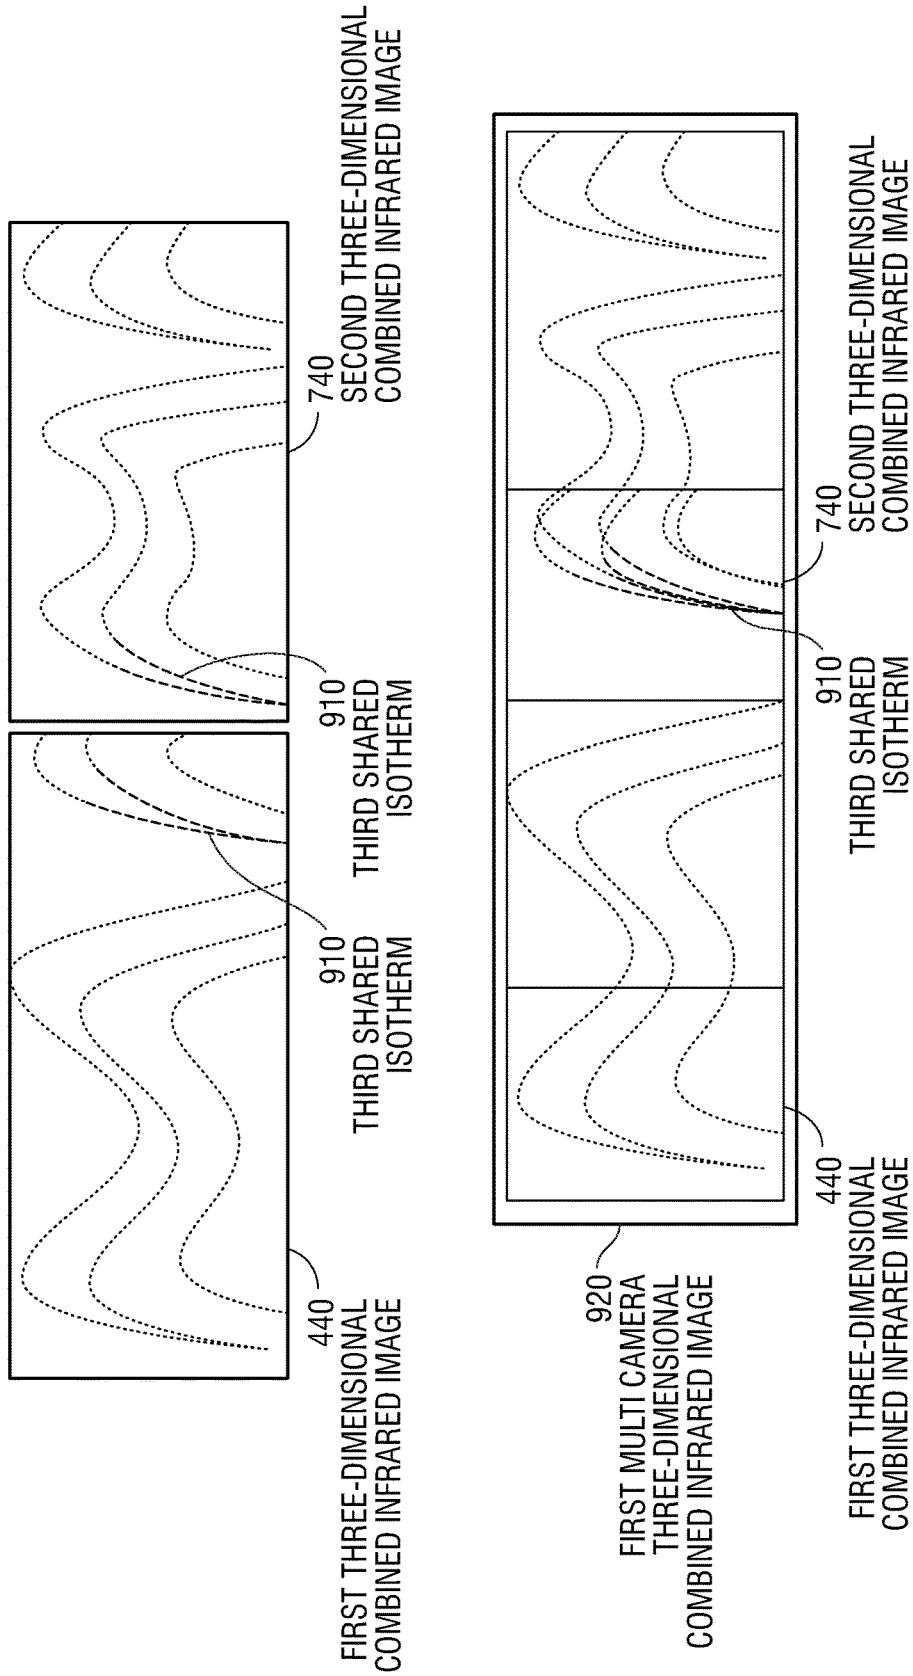 440
FIRST THREE-DIMENSIONAL
COMBINED INFRARED IMAGE
910
THIRD SHARED
ISOTHERM
910
THIRD SHARED
ISOTHERM
740
SECOND THREE-DIMENSIONAL
COMBINED INFRARED IMAGE
920
FIRST MULTI CAMERA
THREE-DIMENSIONAL
COMBINED INFRARED IMAGE
440
FIRST THREE-DIMENSIONAL
COMBINED INFRARED IMAGE
910
THIRD SHARED
ISOTHERM
740
SECOND THREE-DIMENSIONAL
COMBINED INFRARED IMAGE